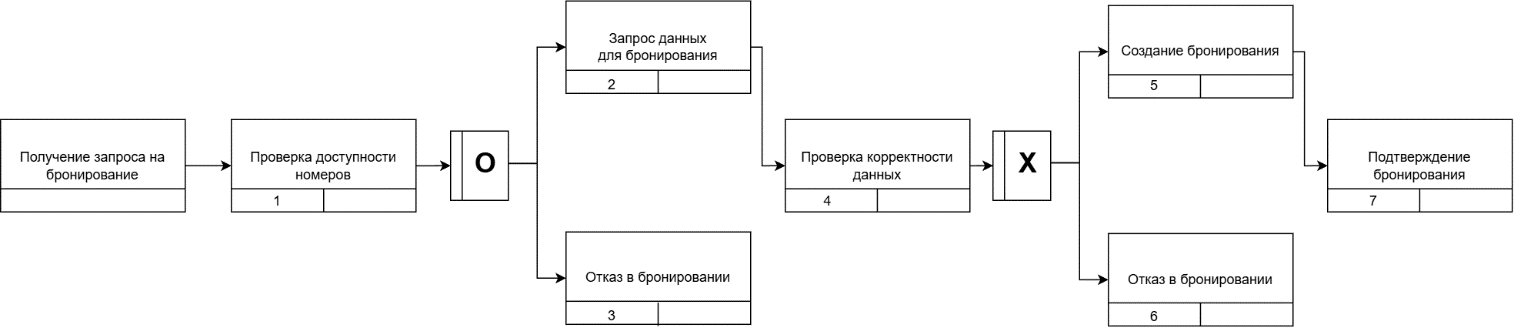 Получение запроса на
бронирование
Проверка доступности
номеров
1
O
Запрос данных
для бронирования
2
Отказ в бронировании
3
Проверка корректности
данных
4
X
Создание бронирования
5
Отказ в бронировании
6
Подтверждение
бронирования
7